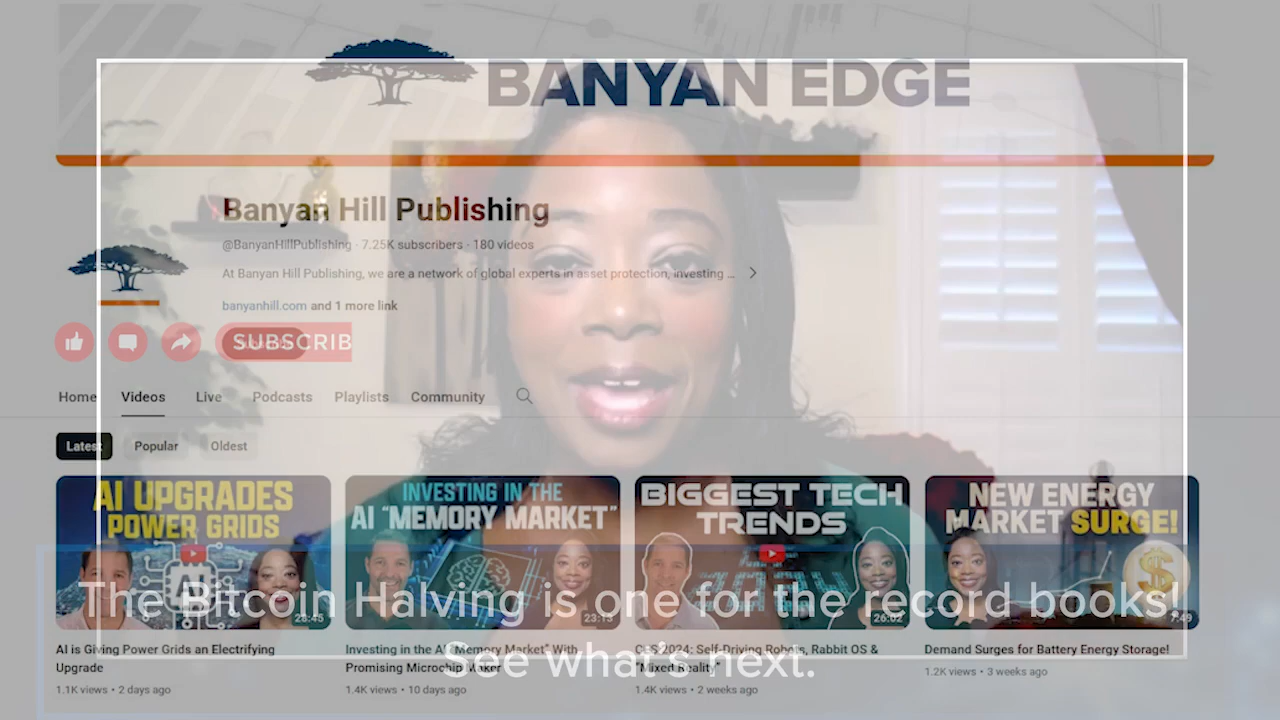 BANYAN EDGE
Banyan Hill Publishing
@BanyanHillPublishing · 7.25K subscribers · 180 videos
At Banyan Hill Publishing, we are a network of global experts in asset protection, investing ...
banyanhill.com and 1 more link
SUBSCRIB
Home Videos Live Podcasts Playlists Community
Latest Popular Oldest
AI UPGRADES
POWER GRIDS
28:45
INVESTING IN THE
AI "MEMORY MARKET"
23:13
BIGGEST TECH
TRENDS
26:02
NEW ENERGY
MARKET SURGE!
7:49
The Bitcoin Halving is one for the record books!
See what's next.
AI is Giving Power Grids an Electrifying
Upgrade
1.1K views • 2 days ago
Investing in the AI "Memory Market" With
Promising Microchip Maker
1.4K views • 10 days ago
CES 2024: Self-Driving Robots, Rabbit OS &
"Mixed Reality"
1.4K views • 2 weeks ago
Demand Surges for Battery Energy Storage!
1.2K views • 3 weeks ago